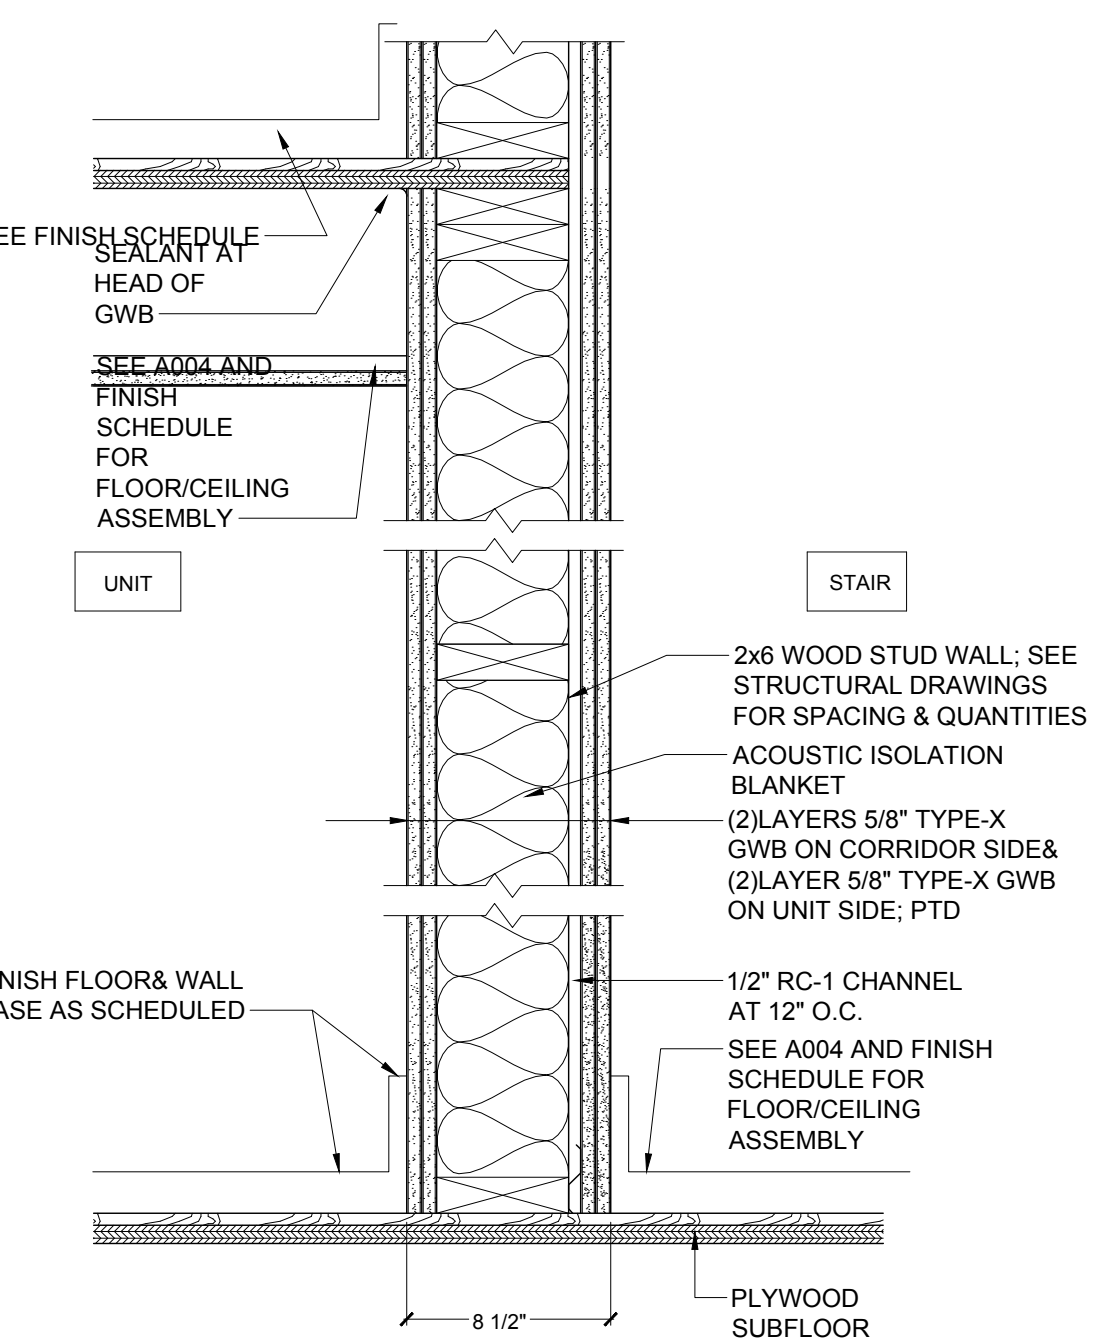 EE FINISH SCHEDULE
SEALANT AT
HEAD OF
GWB
SEE A004 AND
FINISH
SCHEDULE
FOR
FLOOR/CEILING
ASSEMBLY
UNIT
STAIR
2x6 WOOD STUD WALL; SEE
STRUCTURAL DRAWINGS
FOR SPACING & QUANTITIES
ACOUSTIC ISOLATION
BLANKET
(2)LAYERS 5/8" TYPE-X
GWB ON CORRIDOR SIDE&
(2)LAYER 5/8" TYPE-X GWB
ON UNIT SIDE; PTD
NISH FLOOR& WALL
ASE AS SCHEDULED
1/2" RC-1 CHANNEL
AT 12" O.C.
SEE A004 AND FINISH
SCHEDULE FOR
FLOOR/CEILING
ASSEMBLY
8 1/2"
PLYWOOD
SUBFLOOR